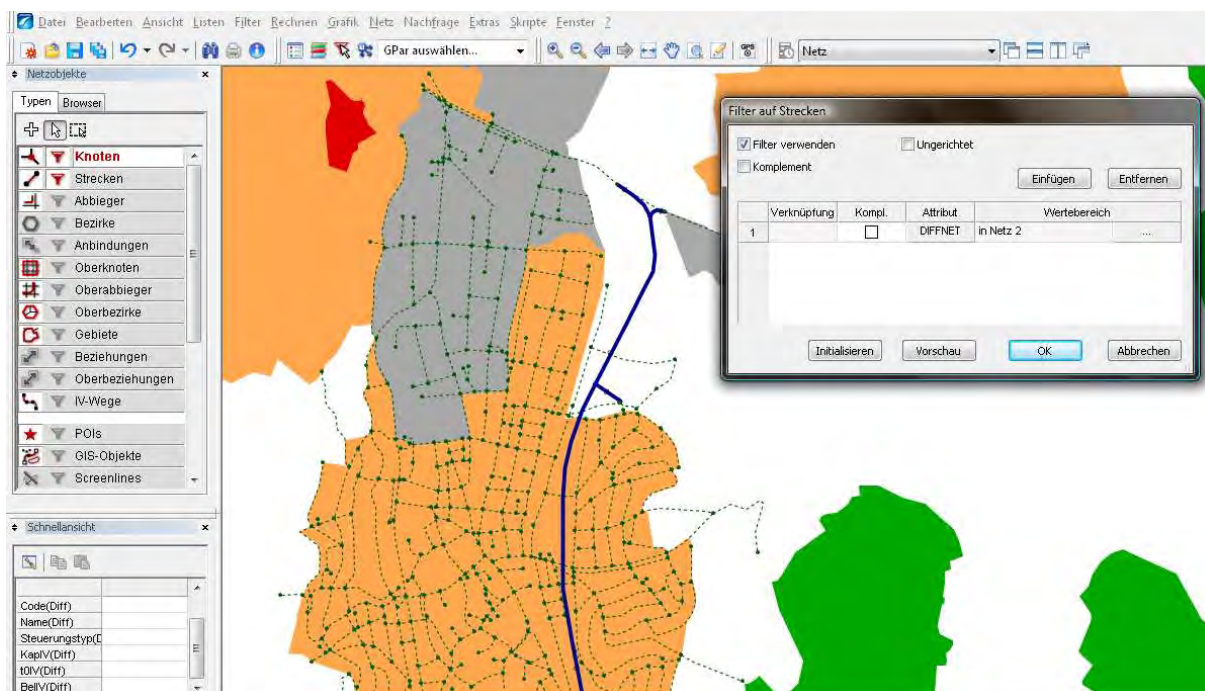 Datei Bearbeiten Ansicht Listen Filter Rechnen Grafik Netz Nachfrage Extras Skripte Fenster ?
GPar auswählen... Netz
Netzobjekte
Typen Browser
Knoten
Strecken
Abbieger
Bezirke
Anbindungen
Oberknoten
Oberabbieger
Oberbezirke
Gebiete
Beziehungen
Oberbeziehungen
IV-Wege
POIs
GIS-Objekte
Screenlines
Schnellansicht
Code(Diff)
Name(Diff)
Steuerungstyp(D
KapIV(Diff)
t0IV(Diff)
BelIV(Diff)
Filter auf Strecken
Filter verwenden Ungerichtet
Komplement
Einfügen Entfernen
Verknüpfung Kompl. Attribut Wertebereich
1 DIFFNET in Netz 2 ...
Initialisieren Vorschau OK Abbrechen